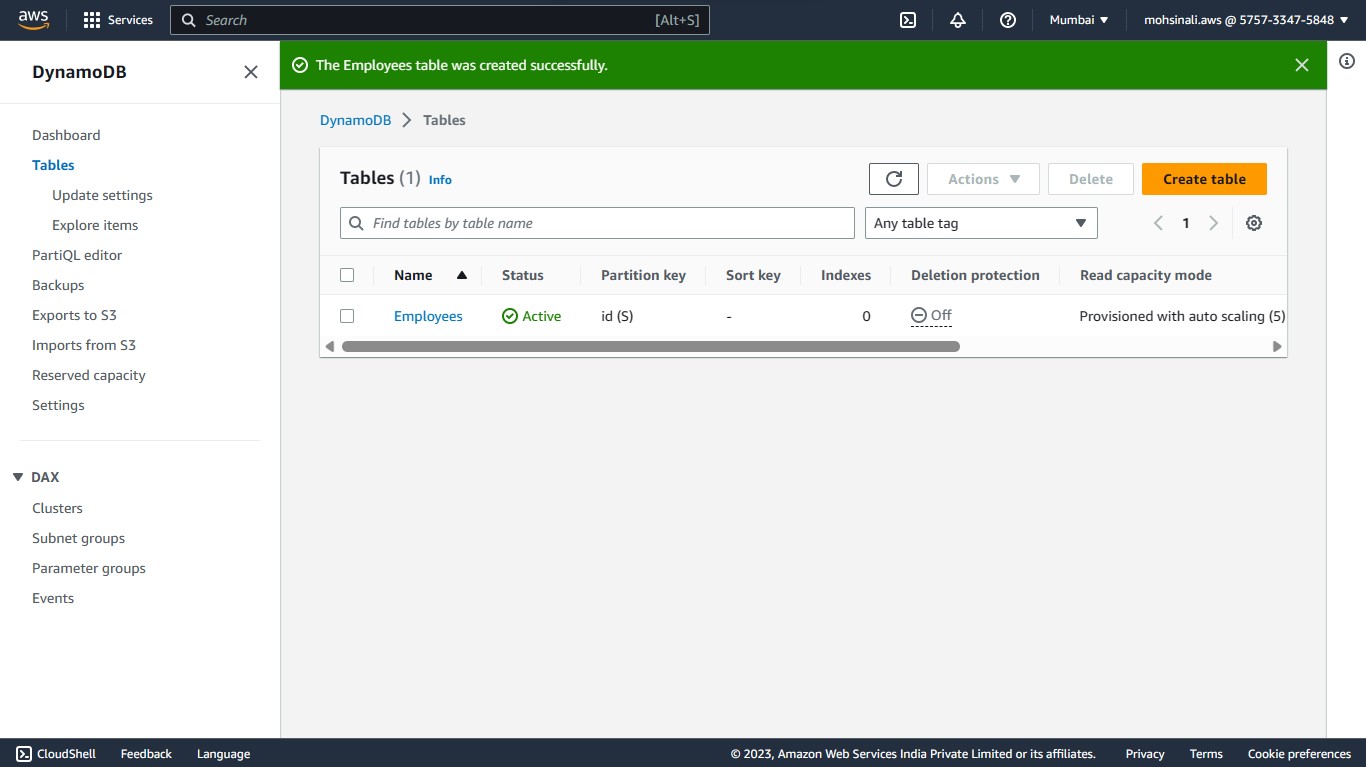 aws
Services
Search
[Alt+S]
Mumbai
mohsinali.aws @ 5757-3347-5848
DynamoDB
Dashboard
Tables
Update settings
Explore items
PartiQL editor
Backups
Exports to S3
Imports from S3
Reserved capacity
Settings
DAX
Clusters
Subnet groups
Parameter groups
Events
The Employees table was created successfully.
DynamoDB > Tables
Tables (1) Info
Actions
Delete
Create table
Find tables by table name
Any table tag
1
Name Status Partition key Sort key Indexes Deletion protection Read capacity mode
Employees Active id (S) - 0 Off Provisioned with auto scaling (5)
CloudShell Feedback Language © 2023, Amazon Web Services India Private Limited or its affiliates. Privacy Terms Cookie preferences